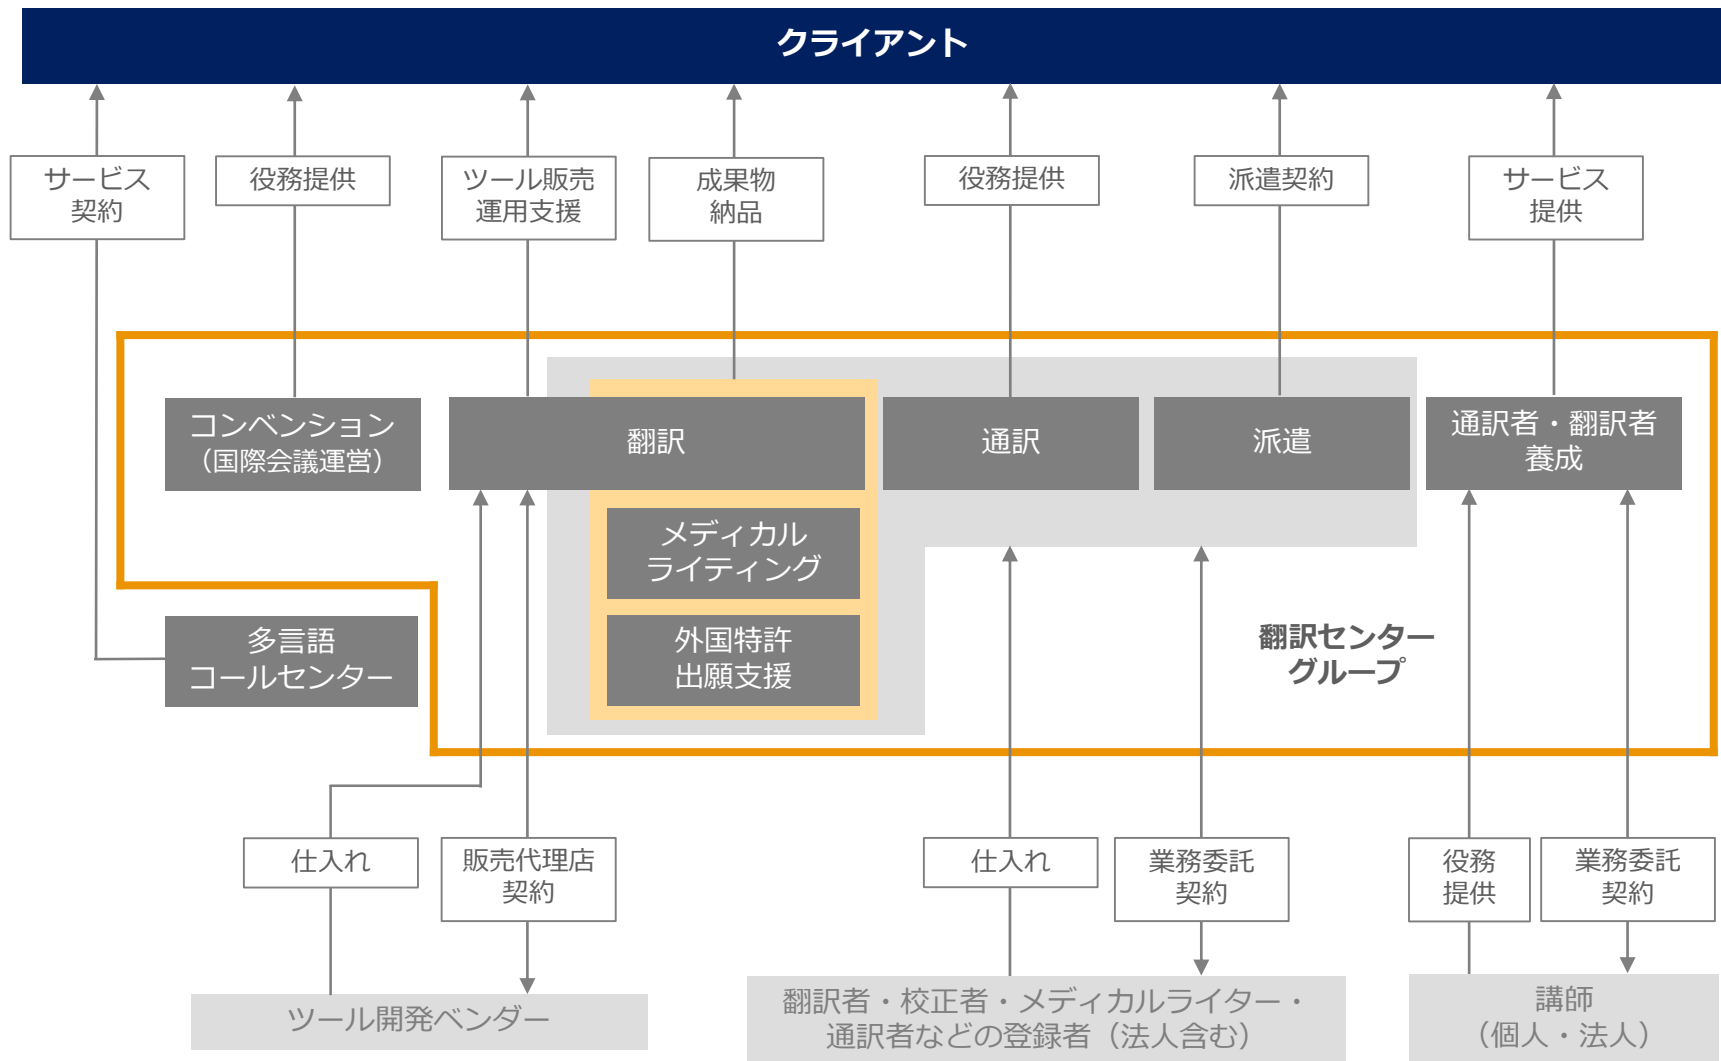 クライアント
サービス
契約
役務提供
ツール販売
運用支援
成果物
納品
役務提供
派遣契約
サービス
提供
コンベンション
（国際会議運営）
翻訳
通訳
派遣
通訳者・翻訳者
養成
メディカル
ライティング
多言語
コールセンター
外国特許
出願支援
翻訳センター
グループ
仕入れ
販売代理店
契約
仕入れ
業務委託
契約
役務
提供
業務委託
契約
ツール開発ベンダー
翻訳者・校正者・メディカルライター・
通訳者などの登録者（法人含む）
講師
（個人・法人）